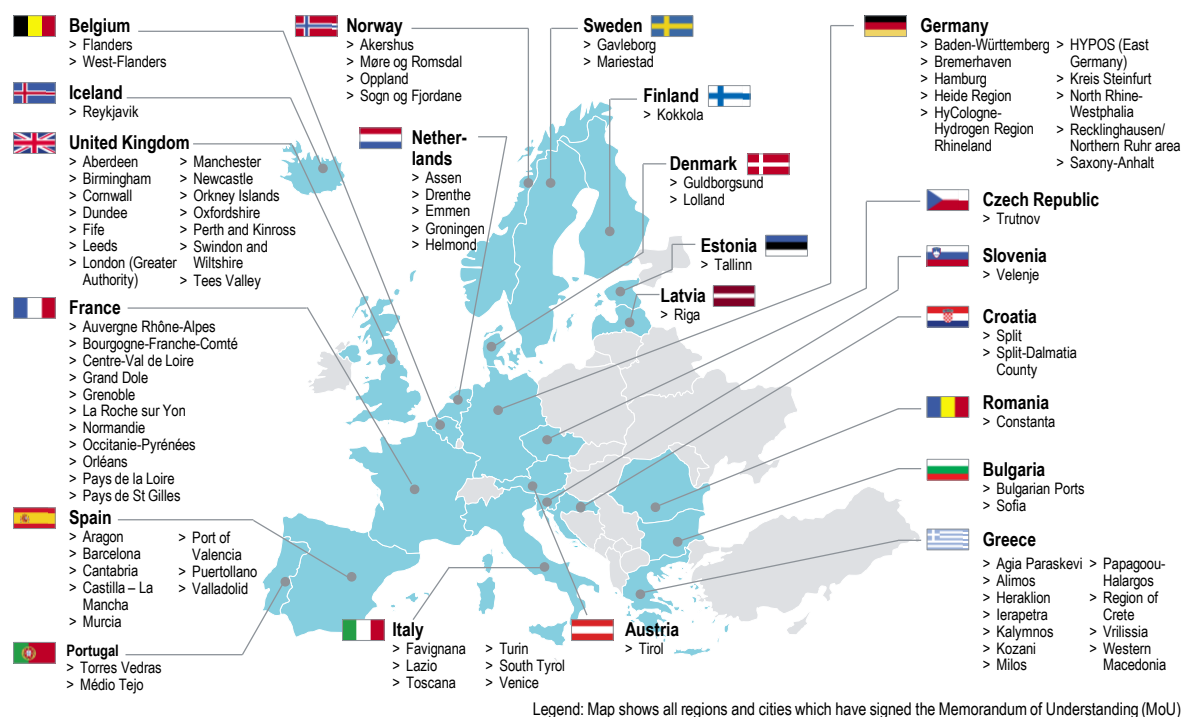 Belgium
> Flanders
> West-Flanders
Iceland
> Reykjavik
United Kingdom
> Aberdeen
> Birmingham
> Cornwall
> Dundee
> Fife
> Leeds
> London (Greater
Authority)
> Manchester
> Newcastle
> Orkney Islands
> Oxfordshire
> Perth and Kinross
> Swindon and
Wiltshire
> Tees Valley
France
> Auvergne Rhône-Alpes
> Bourgogne-Franche-Comté
> Centre-Val de Loire
> Grand Dole
> Grenoble
> La Roche sur Yon
> Normandie
> Occitanie-Pyrénées
> Orléans
> Pays de la Loire
> Pays de St Gilles
Spain
> Aragon
> Barcelona
> Cantabria
> Castilla – La
Mancha
> Murcia
> Port of
Valencia
> Puertollano
> Valladolid
Portugal
> Torres Vedras
> Médio Tejo
Norway
> Akershus
> Møre og Romsdal
> Oppland
> Sogn og Fjordane
Nether-
lands
> Assen
> Drenthe
> Emmen
> Groningen
> Helmond
Sweden
> Gavleborg
> Mariestad
Finland
> Kokkola
Denmark
> Guldborgsund
> Lolland
Estonia
> Tallinn
Latvia
> Riga
Italy
> Favignana
> Lazio
> Toscana
> Turin
> South Tyrol
> Venice
Austria
> Tirol
Germany
> Baden-Württemberg
> Bremerhaven
> Hamburg
> Heide Region
> HyCologne-
Hydrogen Region
Rhineland
> HYPOS (East
Germany)
> Kreis Steinfurt
> North Rhine-
Westphalia
> Recklinghausen/
Northern Ruhr area
> Saxony-Anhalt
Czech Republic
> Trutnov
Slovenia
> Velenje
Croatia
> Split
> Split-Dalmatia
County
Romania
> Constanta
Bulgaria
> Bulgarian Ports
> Sofia
Greece
> Agia Paraskevi
> Alimos
> Heraklion
> Ierapetra
> Kalymnos
> Kozani
> Milos
> Papagoou-
Halargos
> Region of
Crete
> Vrilissia
> Western
Macedonia
Legend: Map shows all regions and cities which have signed the Memorandum of Understanding (MoU)